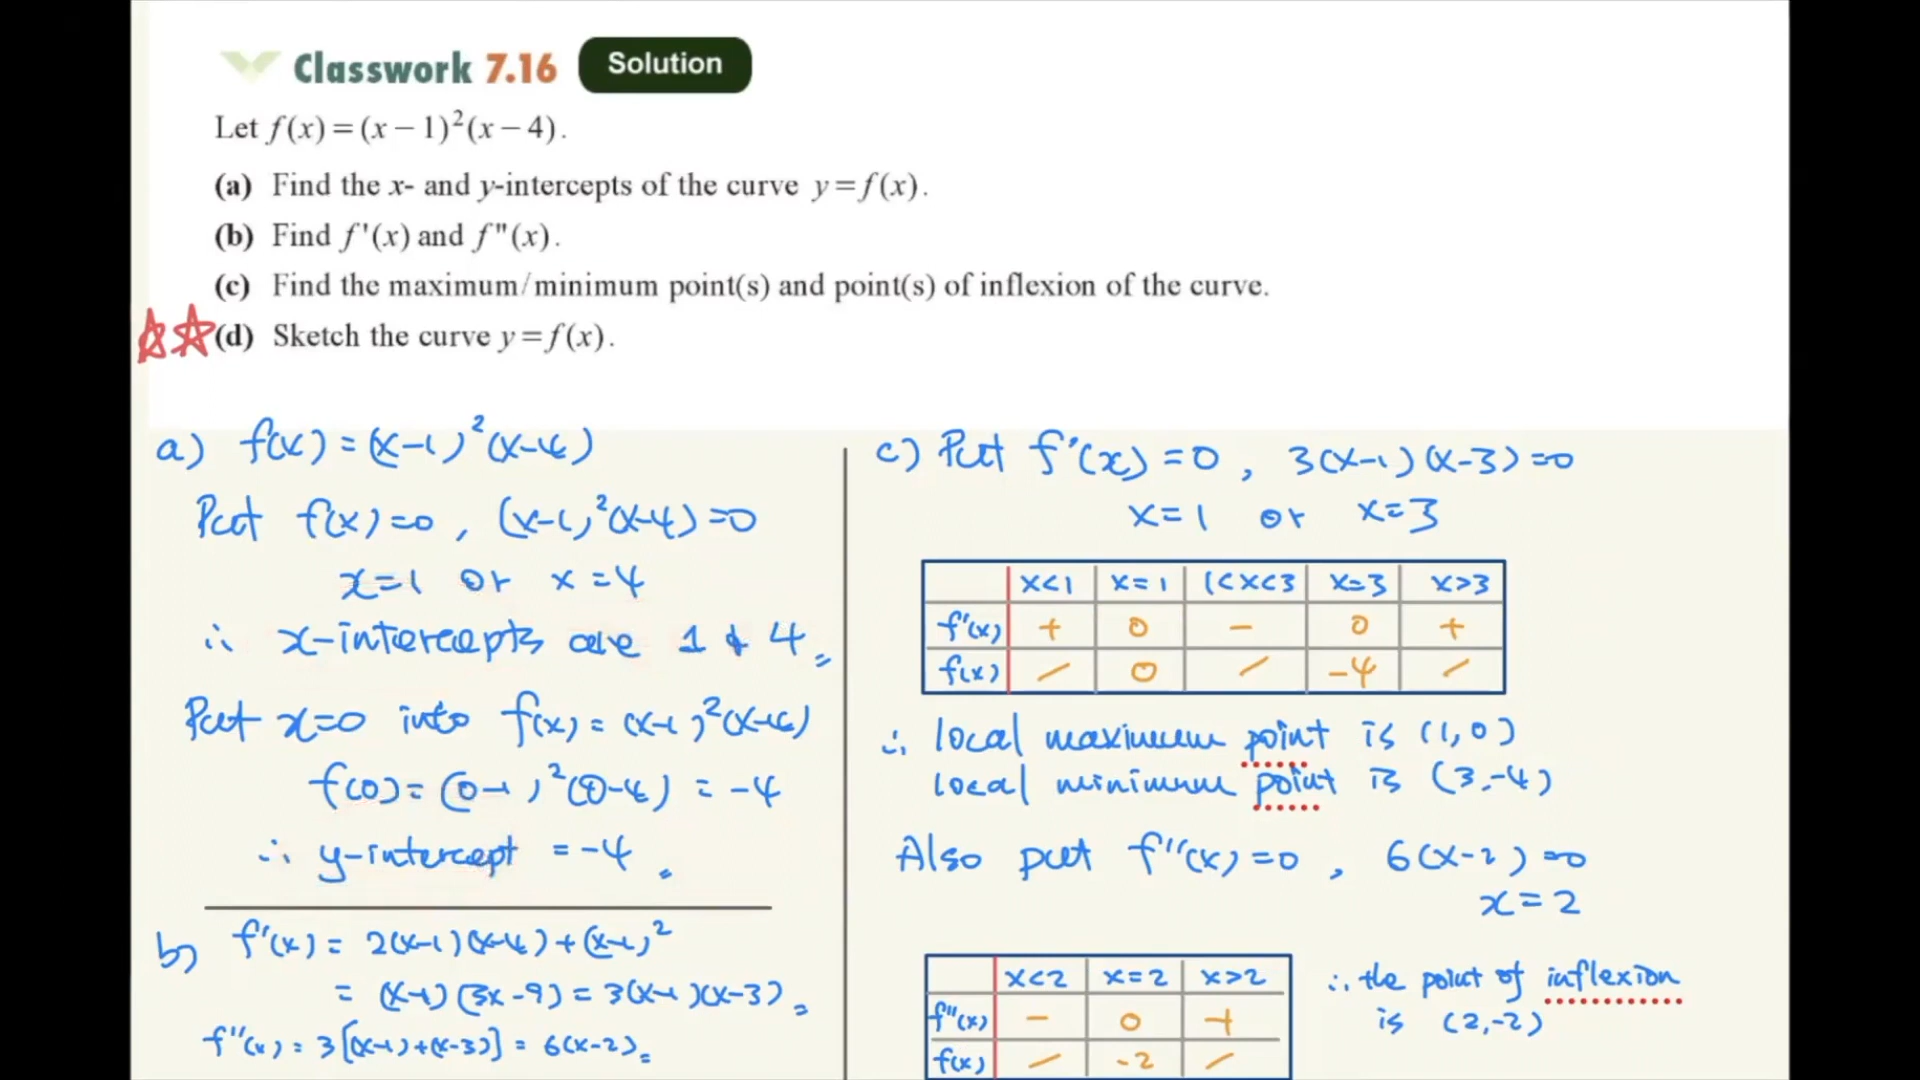 Classwork 7.16 Solution
Let f(x) = (x − 1)²(x − 4).
(a) Find the x- and y-intercepts of the curve y = f(x).
(b) Find f'(x) and f"(x).
(c) Find the maximum/minimum point(s) and point(s) of inflexion of the curve.
(d) Sketch the curve y = f(x).
a) f(x) = (x-1)²(x-4)
Put f(x)=0, (x-1)²(x-4)=0
x=1 or x=4
∴ x-intercepts are 1 & 4
Put x=0 into f(x) = (x-1)²(x-4)
f(0) = (0-1)²(0-4) = -4
∴ y-intercept = -4
b) f'(x) = 2(x-1)(x-4)+(x-1)²
= (x-1)(3x-9) = 3(x-1)(x-3)
f''(x) = 3[(x-1)+(x-3)] = 6(x-2)
c) Put f'(x)=0, 3(x-1)(x-3)=0
x=1 or x=3
x<1 x=1 1<x<3 x=3 x>3
f'(x) + 0 − 0 +
f(x) / 0 / -4 /
∴ local maximum point is (1,0)
local minimum point is (3,-4)
Also put f''(x)=0, 6(x-2)=0
x=2
x<2 x=2 x>2
f''(x) − 0 +
f(x) / -2 /
∴ the point of inflexion
is (2,-2)